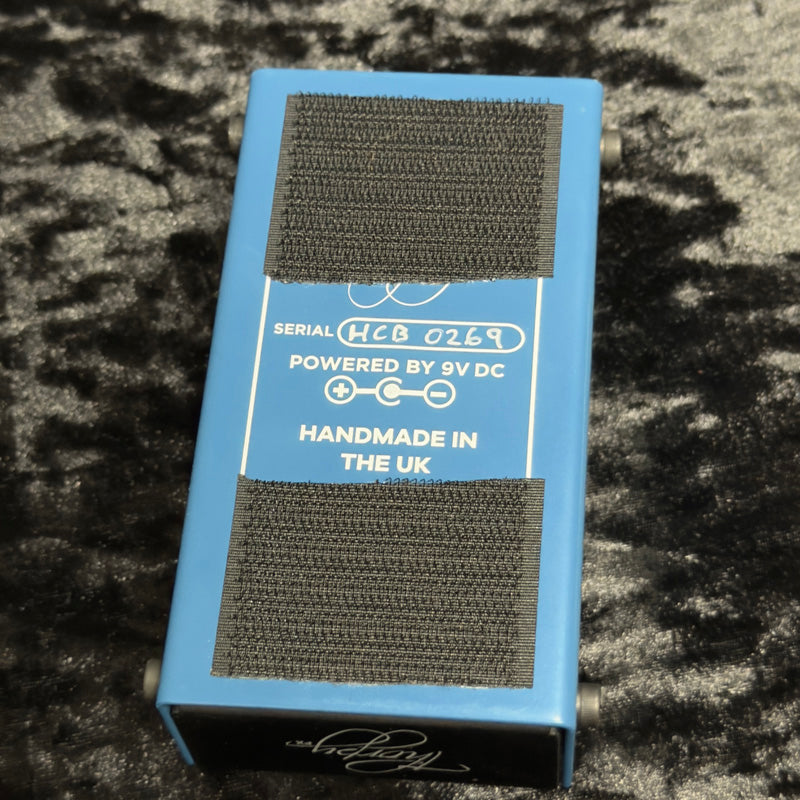 SERIAL HCB 0269
POWERED BY 9V DC
+ −
HANDMADE IN
THE UK